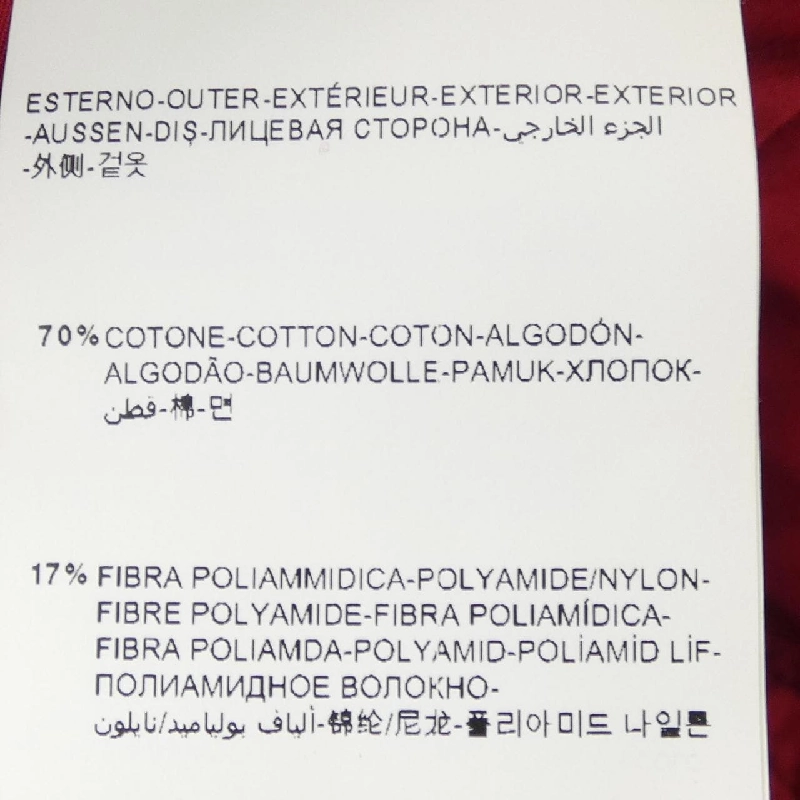 ESTERNO-OUTER-EXTÉRIEUR-EXTERIOR-EXTERIOR
-AUSSEN-DIŞ-ЛИЦЕВАЯ СТОРОНА-الجزء الخارجي
-外侧-겉옷
70% COTONE-COTTON-COTON-ALGODÓN-
ALGODÃO-BAUMWOLLE-PAMUK-ХЛОПОК-
قطن-棉-면
17% FIBRA POLIAMMIDICA-POLYAMIDE/NYLON-
FIBRE POLYAMIDE-FIBRA POLIAMÍDICA-
FIBRA POLIAMDA-POLYAMID-POLİAMİD LİF-
ПОЛИАМИДНОЕ ВОЛОКНО-
ألياف بولياميد/نايلون-锦纶/尼龙-폴리아미드 나일론